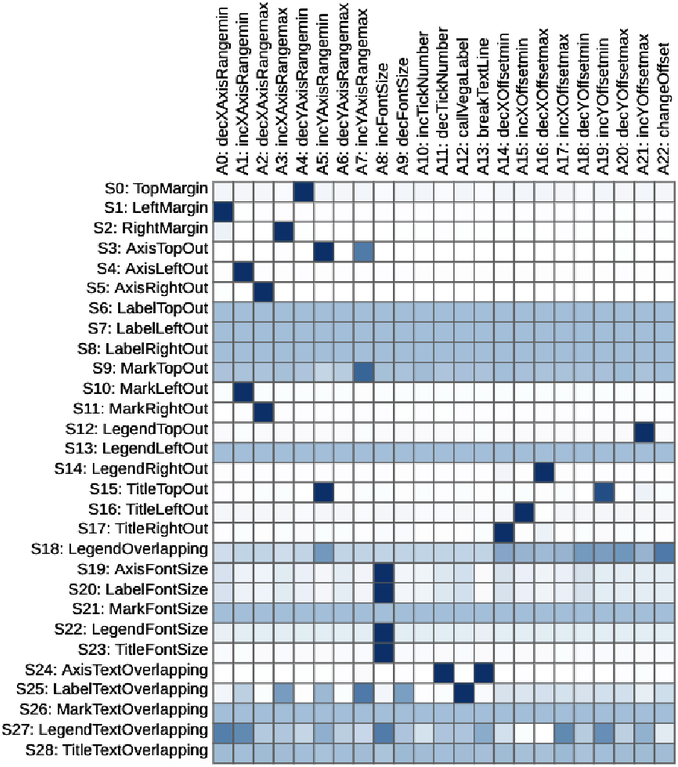 A0: decXAxisRangemin
A1: incXAxisRangemin
A2: decXAxisRangemax
A3: incXAxisRangemax
A4: decYAxisRangemin
A5: incYAxisRangemin
A6: decYAxisRangemax
A7: incYAxisRangemax
A8: incFontSize
A9: decFontSize
A10: incTickNumber
A11: decTickNumber
A12: callVegaLabel
A13: breakTextLine
A14: decXOffsetmin
A15: incXOffsetmin
A16: decXOffsetmax
A17: incXOffsetmax
A18: decYOffsetmin
A19: incYOffsetmin
A20: decYOffsetmax
A21: incYOffsetmax
A22: changeOffset
S0: TopMargin
S1: LeftMargin
S2: RightMargin
S3: AxisTopOut
S4: AxisLeftOut
S5: AxisRightOut
S6: LabelTopOut
S7: LabelLeftOut
S8: LabelRightOut
S9: MarkTopOut
S10: MarkLeftOut
S11: MarkRightOut
S12: LegendTopOut
S13: LegendLeftOut
S14: LegendRightOut
S15: TitleTopOut
S16: TitleLeftOut
S17: TitleRightOut
S18: LegendOverlapping
S19: AxisFontSize
S20: LabelFontSize
S21: MarkFontSize
S22: LegendFontSize
S23: TitleFontSize
S24: AxisTextOverlapping
S25: LabelTextOverlapping
S26: MarkTextOverlapping
S27: LegendTextOverlapping
S28: TitleTextOverlapping